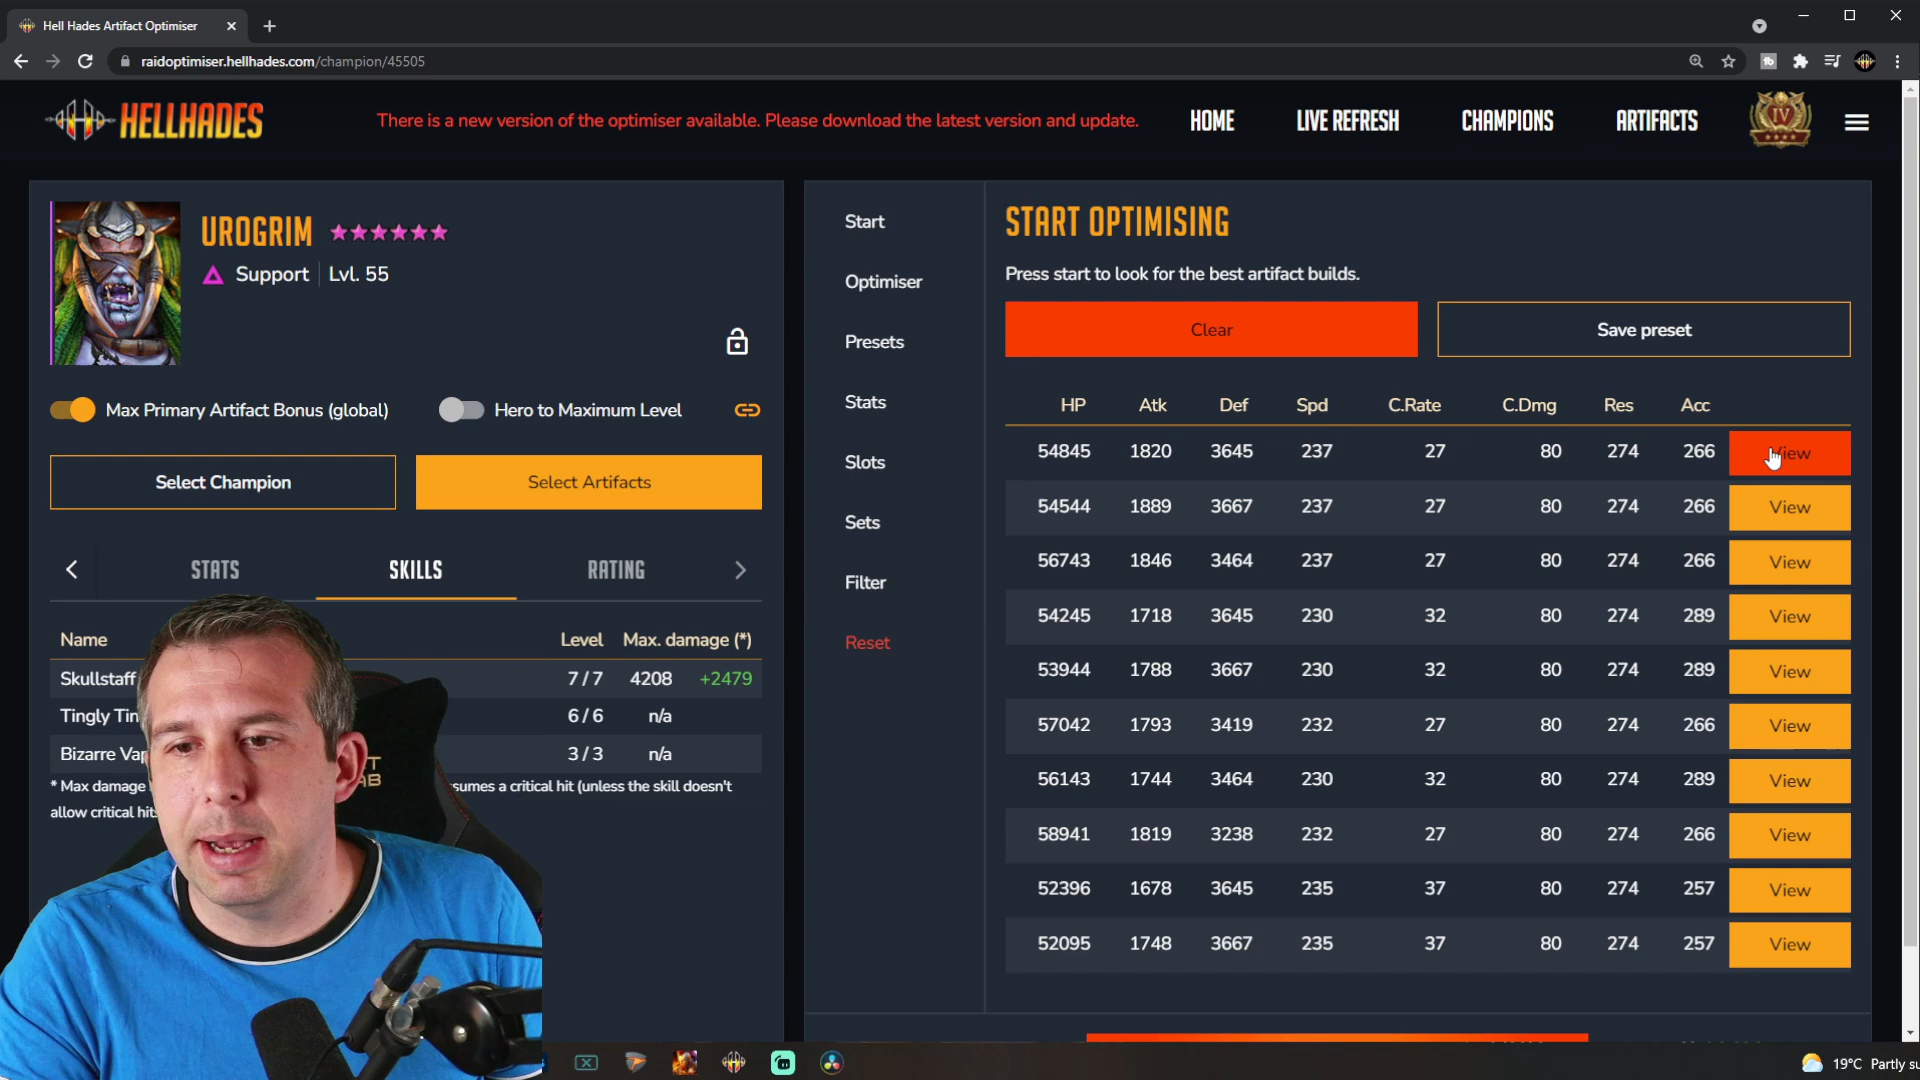 Hell Hades Artifact Optimiser
raidoptimiser.hellhades.com/champion/45505
HELLHADES
There is a new version of the optimiser available. Please download the latest version and update.
HOME
LIVE REFRESH
CHAMPIONS
ARTIFACTS
IV
UROGRIM
Support
Lvl. 55
Max Primary Artifact Bonus (global)
Hero to Maximum Level
Select Champion
Select Artifacts
STATS
SKILLS
RATING
Name Level Max. damage (*)
Skullstaff 7 / 7 4208 +2479
Tingly 6 / 6 n/a
Bizarre 3 / 3 n/a
* Max damage a critical hit (unless the skill doesn't
allow critical
Start
Optimiser
Presets
Stats
Slots
Sets
Filter
Reset
START OPTIMISING
Press start to look for the best artifact builds.
Clear
Save preset
HP Atk Def Spd C.Rate C.Dmg Res Acc
54845 1820 3645 237 27 80 274 266 View
54544 1889 3667 237 27 80 274 266 View
56743 1846 3464 237 27 80 274 266 View
54245 1718 3645 230 32 80 274 289 View
53944 1788 3667 230 32 80 274 289 View
57042 1793 3419 232 27 80 274 266 View
56143 1744 3464 230 32 80 274 289 View
58941 1819 3238 232 27 80 274 266 View
52396 1678 3645 235 37 80 274 257 View
52095 1748 3667 235 37 80 274 257 View
19°C Partly